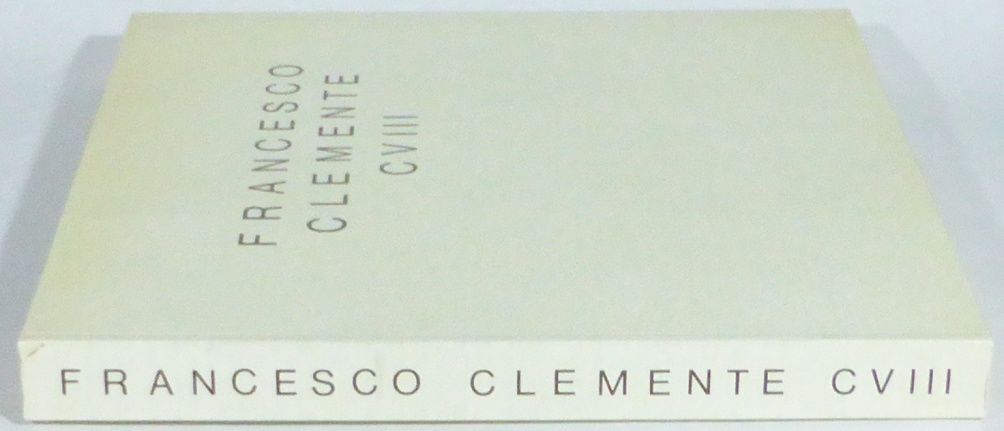 FRANCESCO
CLEMENTE
CVIII
FRANCESCO CLEMENTE CVIII